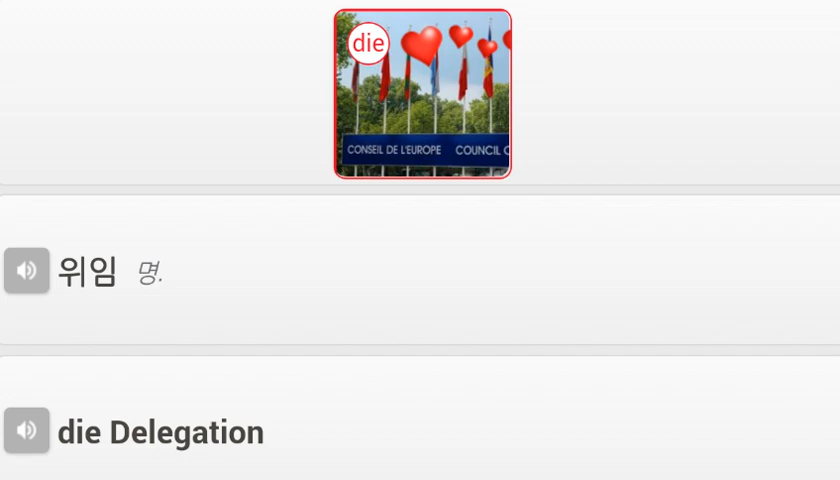 die
CONSEIL DE L'EUROPE COUNCIL
위임 명.
die Delegation